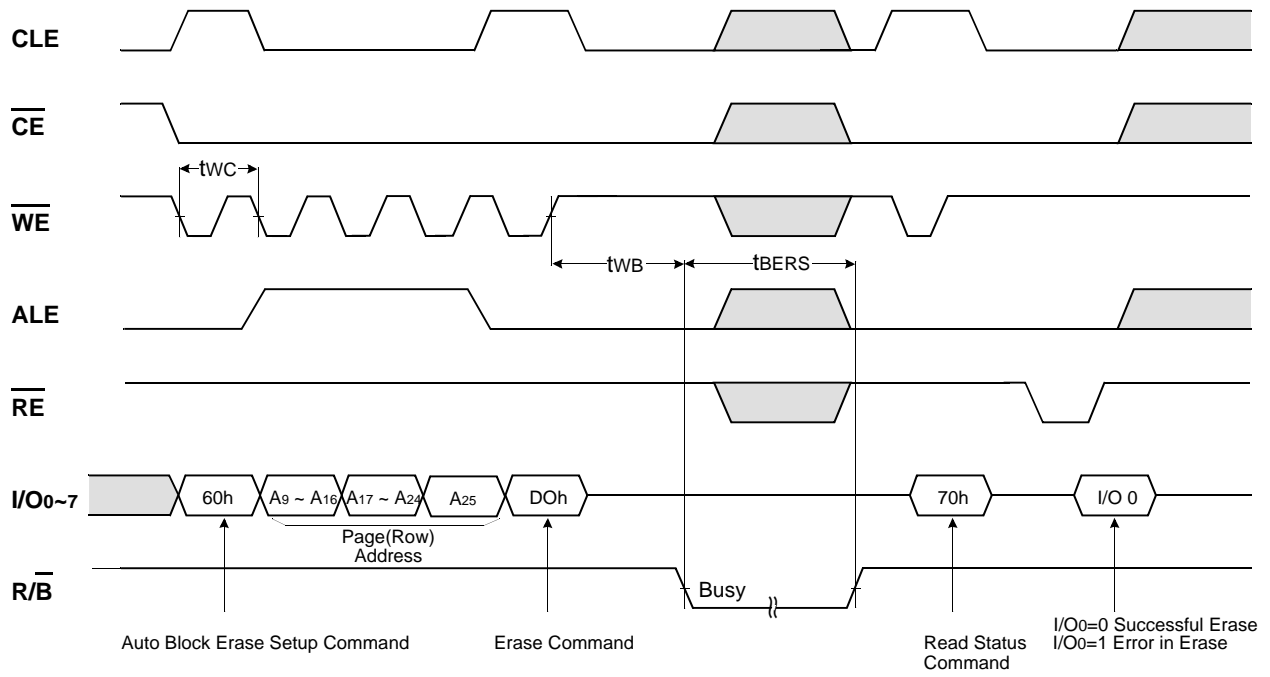 CLE
CE
tWC
WE
tWB
tBERS
ALE
RE
I/O0~7
60h
A9 ~ A16
A17 ~ A24
A25
DOh
70h
I/O 0
Page(Row)
Address
R/B
Busy
Auto Block Erase Setup Command
Erase Command
Read Status
Command
I/O0=0 Successful Erase
I/O0=1 Error in Erase